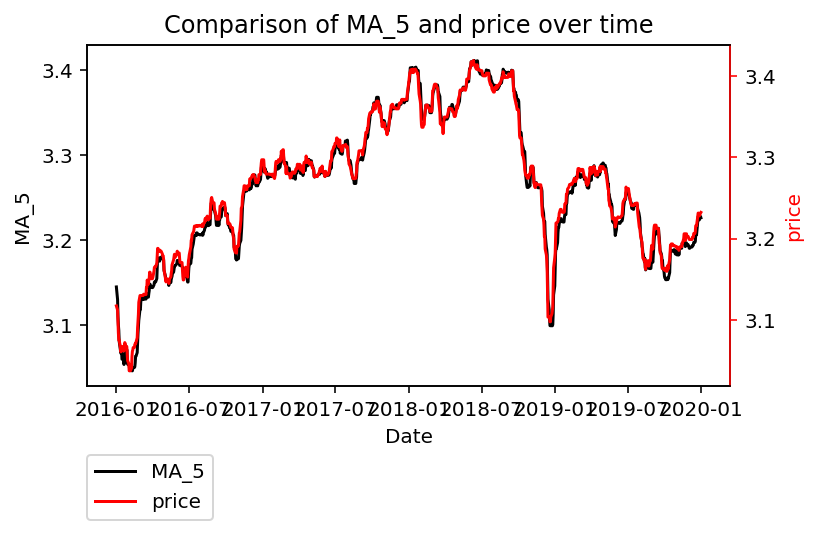 Comparison of MA_5 and price over time
3.4
3.3
3.2
3.1
MA_5
3.4
3.3
3.2
3.1
price
2016-01 2016-07 2017-01 2017-07 2018-01 2018-07 2019-01 2019-07 2020-01
Date
MA_5
price